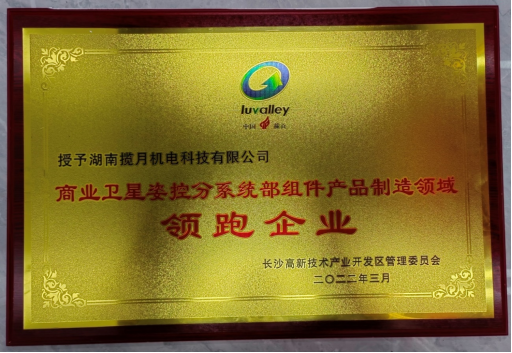 luvalley
中国 麓谷
授予湖南揽月机电科技有限公司
商业卫星姿控分系统部组件产品制造领域
领跑企业
长沙高新技术产业开发区管理委员会
二〇二二年三月